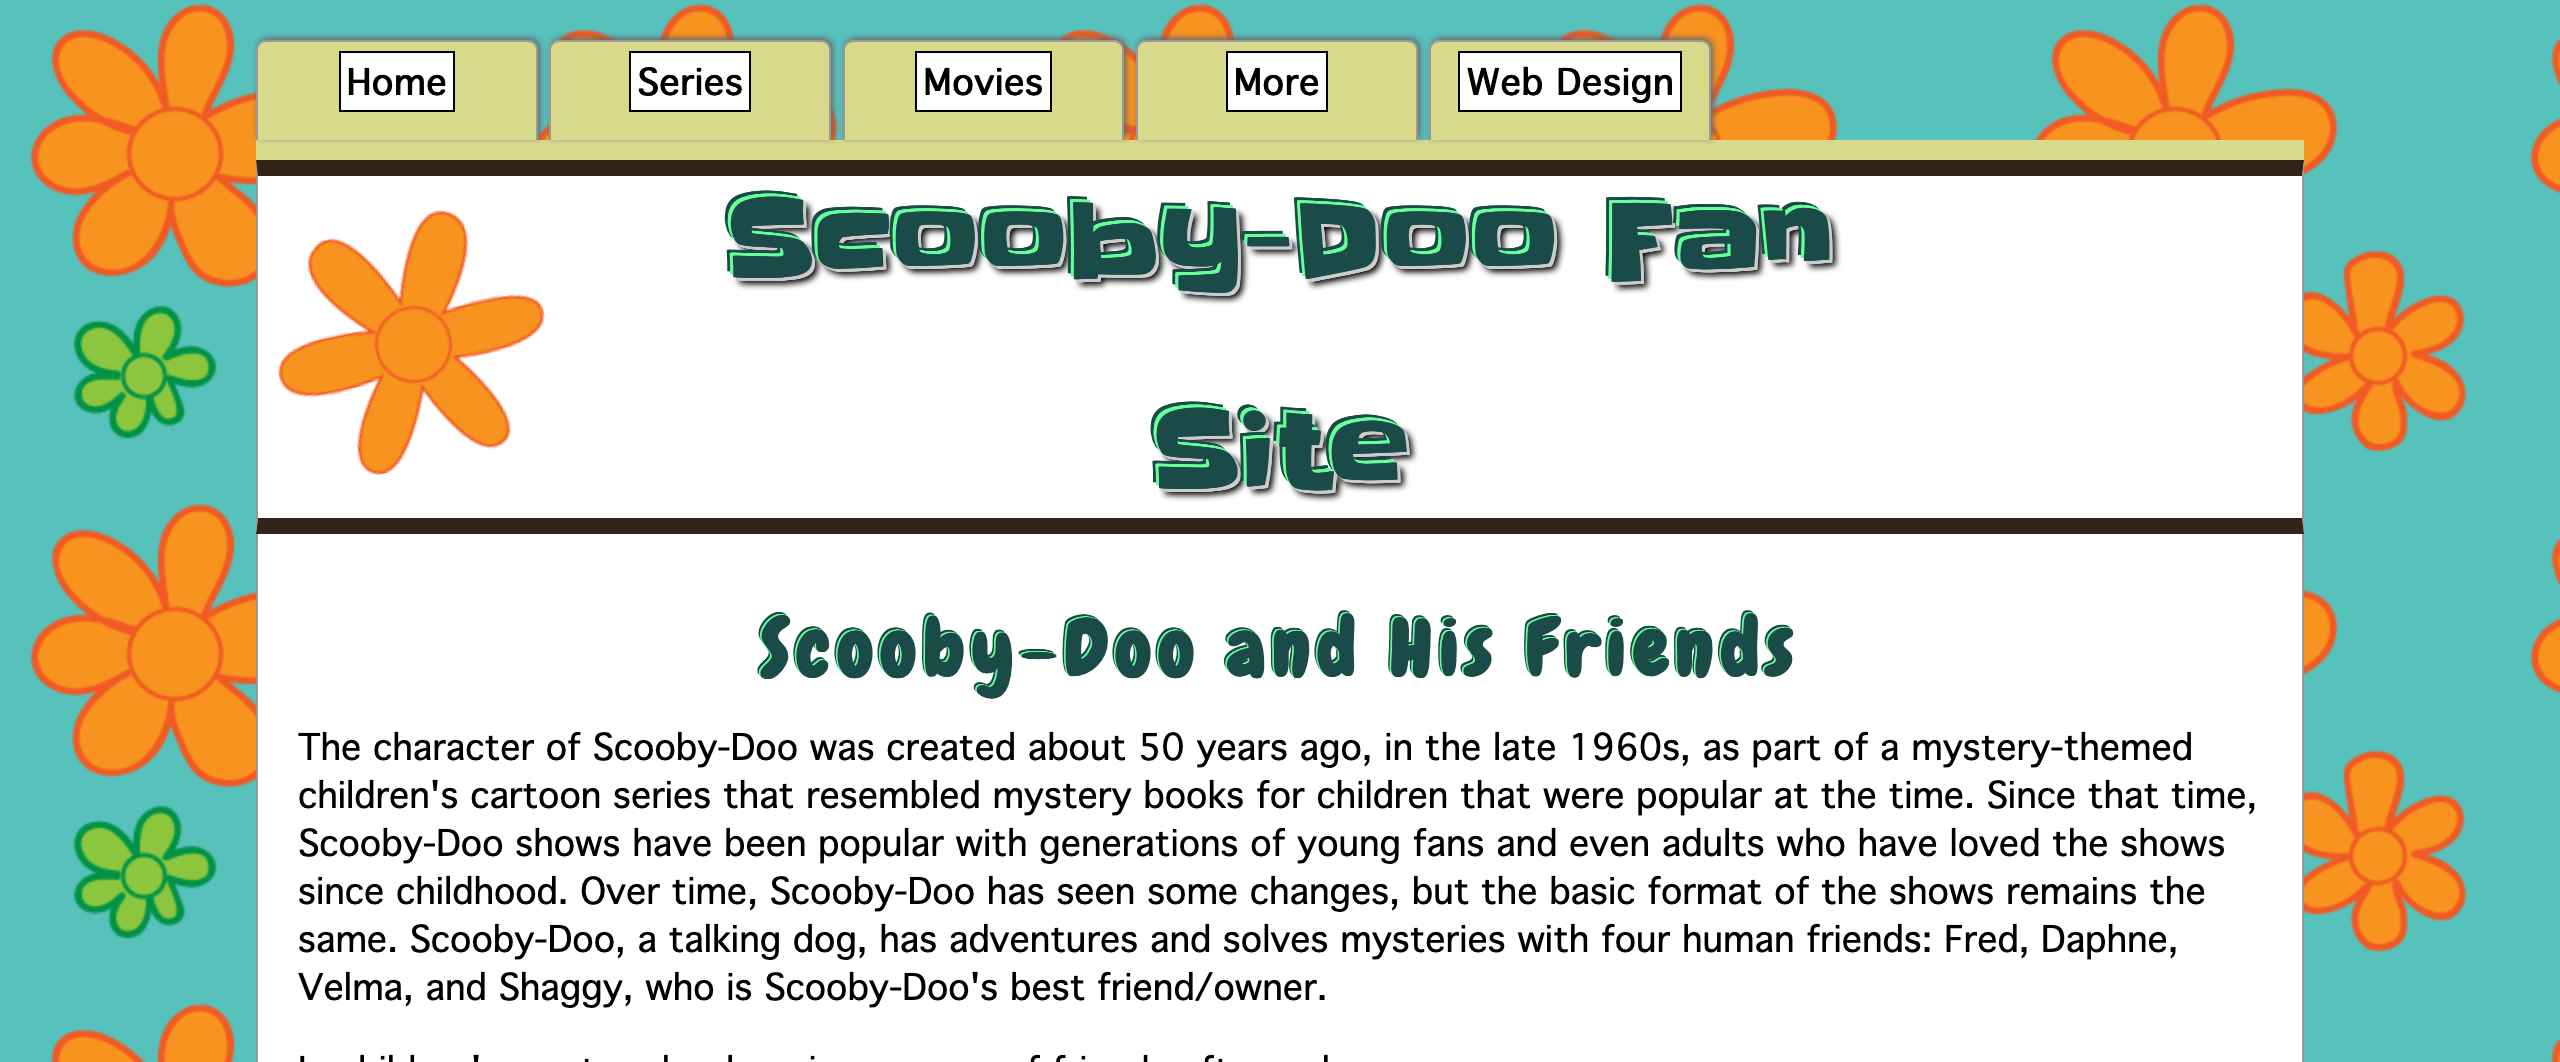 Home Series Movies More Web Design
Scooby-Doo Fan
Site
Scooby-Doo and His Friends
The character of Scooby-Doo was created about 50 years ago, in the late 1960s, as part of a mystery-themed
children's cartoon series that resembled mystery books for children that were popular at the time. Since that time,
Scooby-Doo shows have been popular with generations of young fans and even adults who have loved the shows
since childhood. Over time, Scooby-Doo has seen some changes, but the basic format of the shows remains the
same. Scooby-Doo, a talking dog, has adventures and solves mysteries with four human friends: Fred, Daphne,
Velma, and Shaggy, who is Scooby-Doo's best friend/owner.